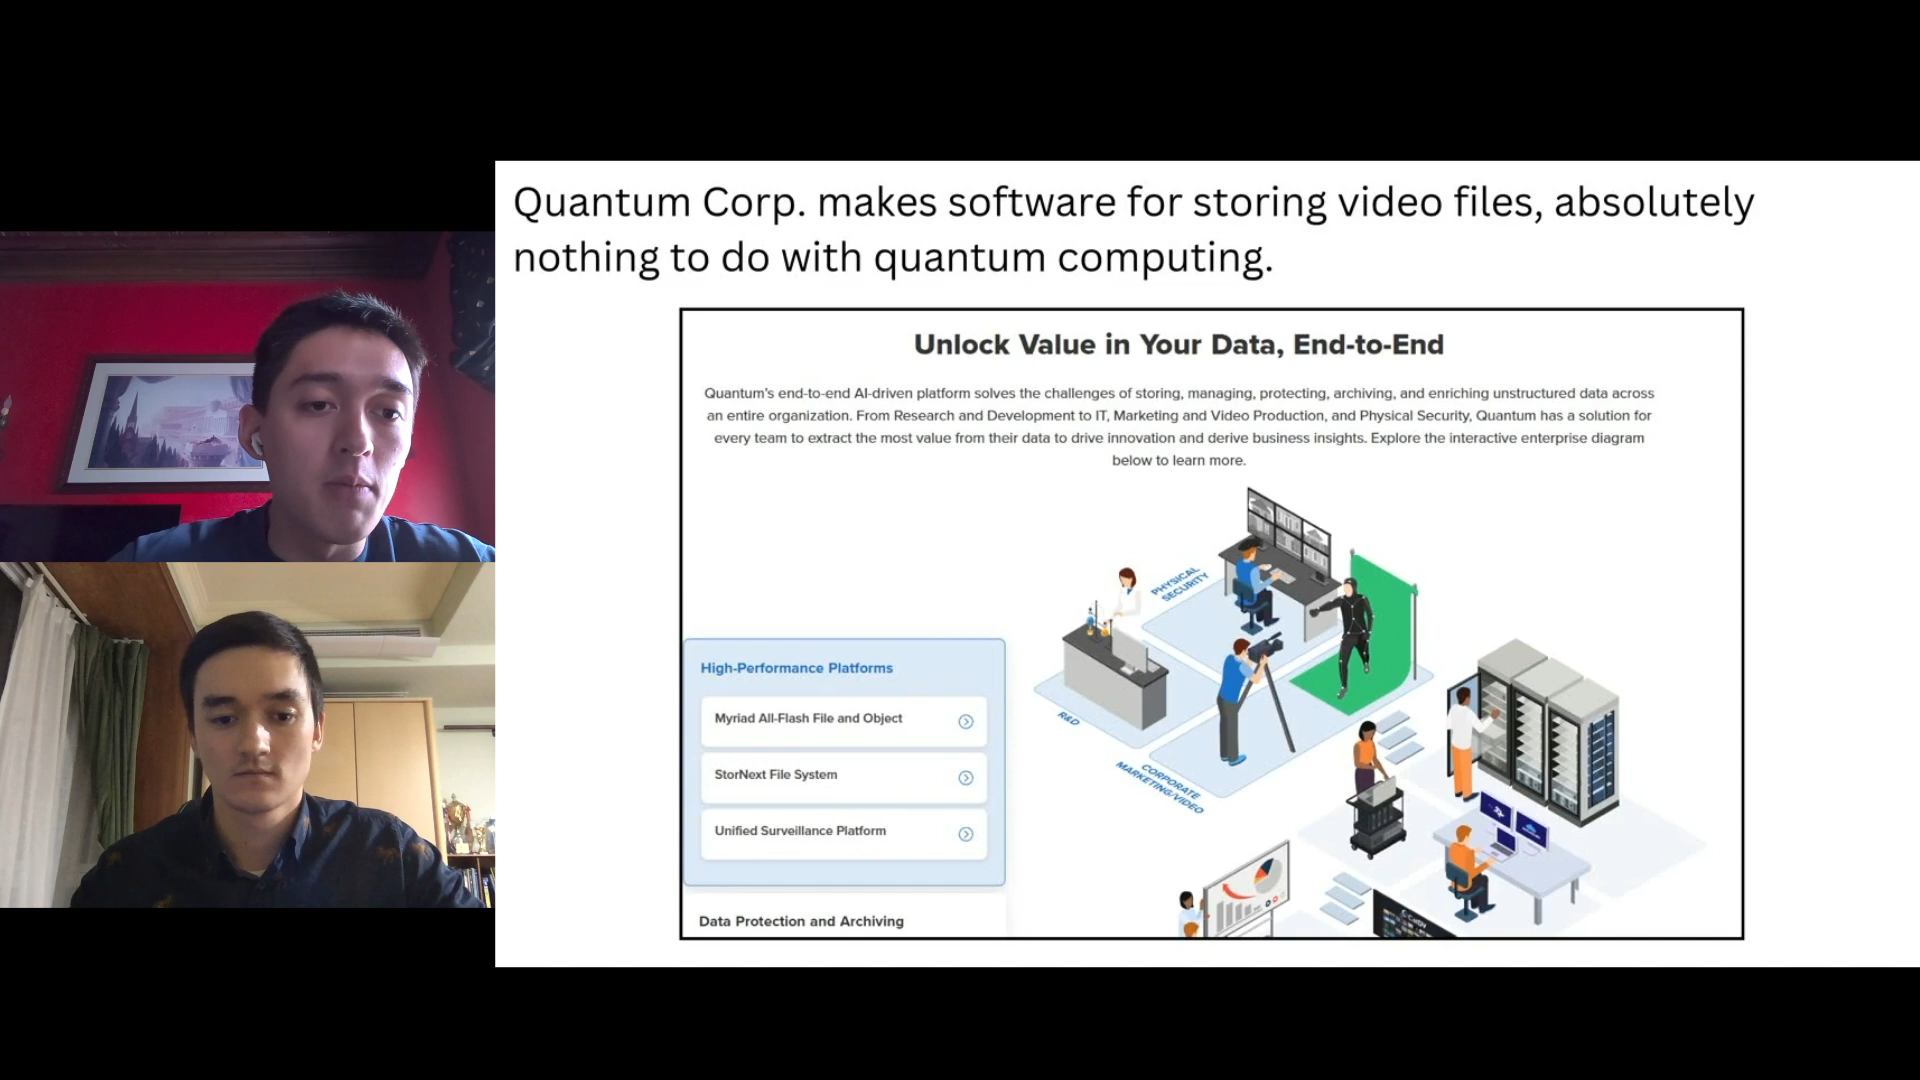 Quantum Corp. makes software for storing video files, absolutely
nothing to do with quantum computing.
Unlock Value in Your Data, End-to-End
Quantum's end-to-end AI-driven platform solves the challenges of storing, managing, protecting, archiving, and enriching unstructured data across
an entire organization. From Research and Development to IT, Marketing and Video Production, and Physical Security, Quantum has a solution for
every team to extract the most value from their data to drive innovation and derive business insights. Explore the interactive enterprise diagram
below to learn more.
PHYSICAL
SECURITY
R&D
CORPORATE
MARKETING/VIDEO
High-Performance Platforms
Myriad All-Flash File and Object
StorNext File System
Unified Surveillance Platform
Data Protection and Archiving